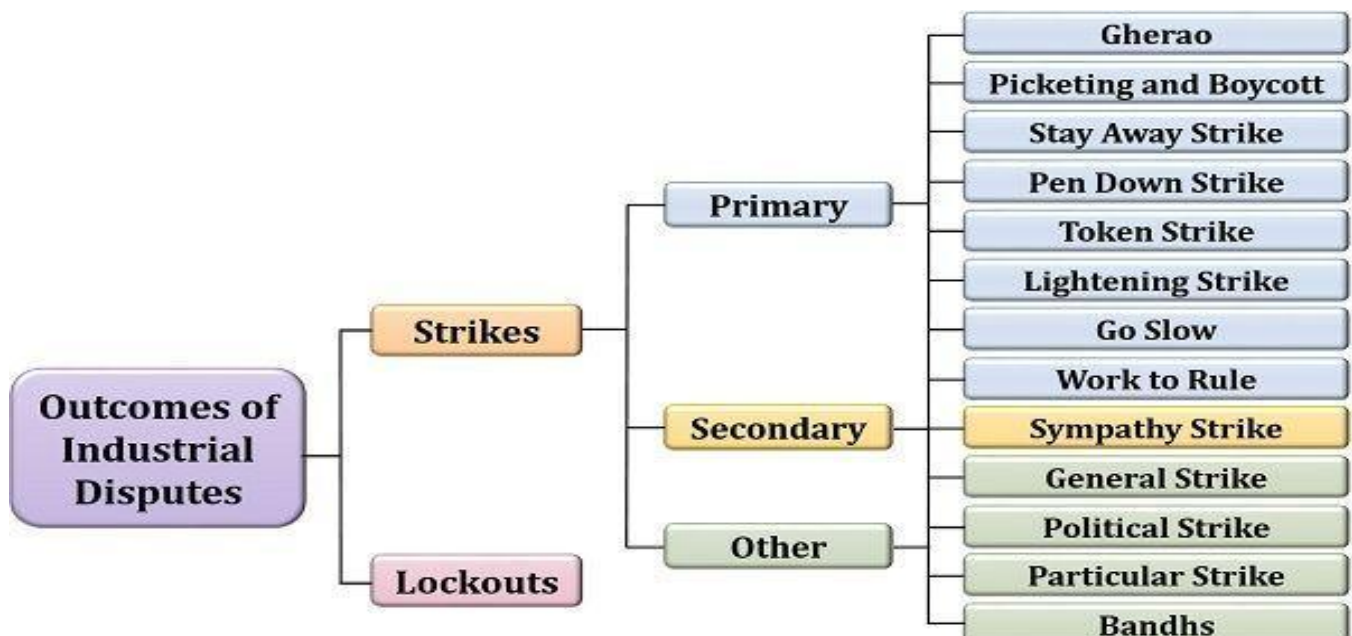 Outcomes of
Industrial
Disputes
Strikes
Lockouts
Primary
Secondary
Other
Gherao
Picketing and Boycott
Stay Away Strike
Pen Down Strike
Token Strike
Lightening Strike
Go Slow
Work to Rule
Sympathy Strike
General Strike
Political Strike
Particular Strike
Bandhs